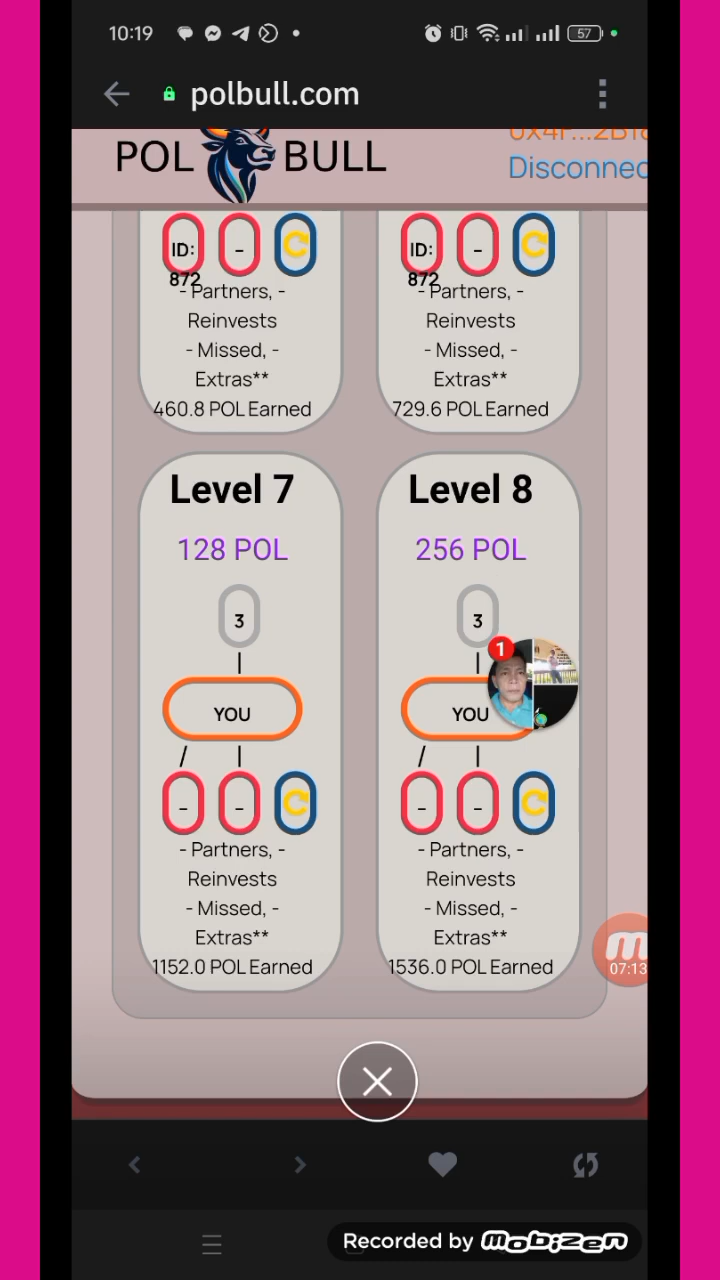 10:19
57
polbull.com
POL BULL
Disconnec
ID: - ID: -
872 872
- Partners, - - Partners, -
Reinvests Reinvests
- Missed, - - Missed, -
Extras** Extras**
460.8 POL Earned 729.6 POL Earned
Level 7 Level 8
128 POL 256 POL
3 3
1
YOU YOU
- - - -
- Partners, - - Partners, -
Reinvests Reinvests
- Missed, - - Missed, -
Extras** Extras**
1152.0 POL Earned 1536.0 POL Earned
07:13
Recorded by mobizen